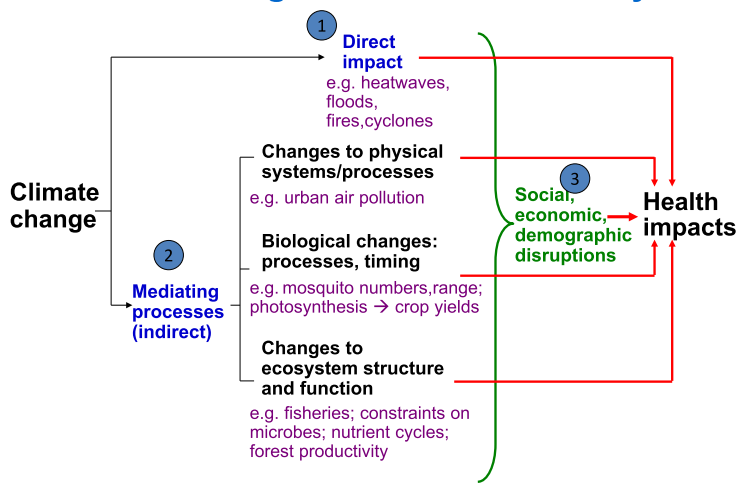 1
Direct
impact
e.g. heatwaves,
floods,
fires,cyclones
Changes to physical
systems/processes
e.g. urban air pollution
Climate
change
2
Mediating
processes
(indirect)
Biological changes:
processes, timing
e.g. mosquito numbers,range;
photosynthesis → crop yields
Changes to
ecosystem structure
and function
e.g. fisheries; constraints on
microbes; nutrient cycles;
forest productivity
3
Social,
economic,
demographic
disruptions
Health
impacts